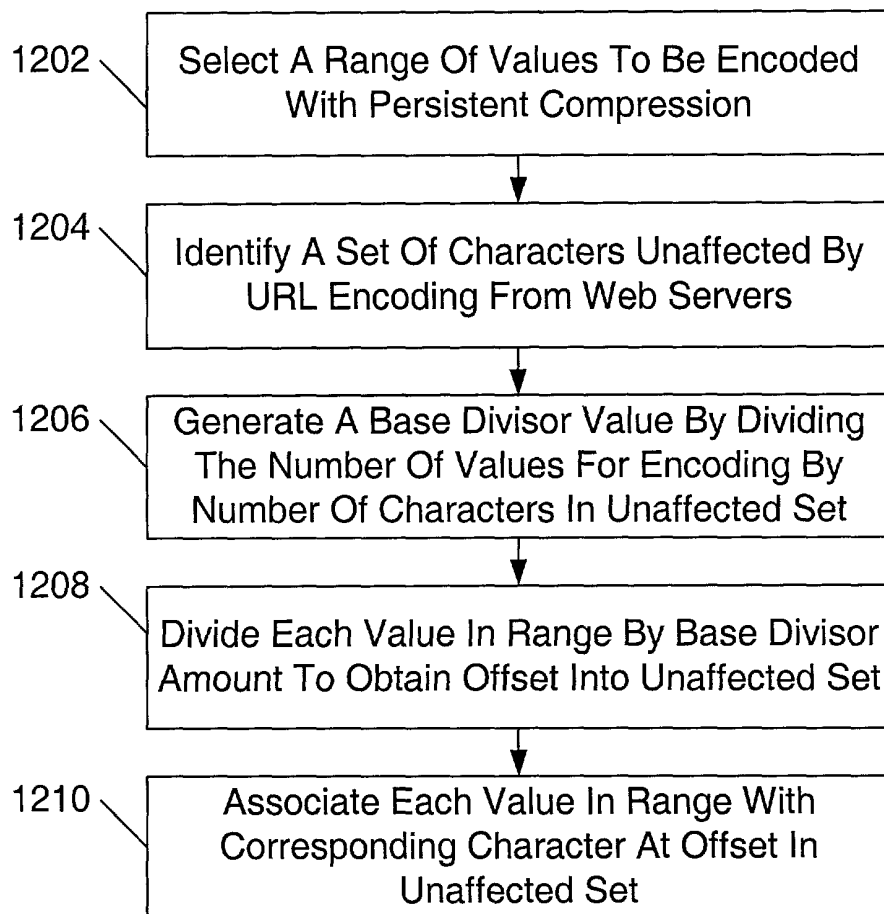 1202
Select A Range Of Values To Be Encoded
With Persistent Compression
1204
Identify A Set Of Characters Unaffected By
URL Encoding From Web Servers
1206
Generate A Base Divisor Value By Dividing
The Number Of Values For Encoding By
Number Of Characters In Unaffected Set
1208
Divide Each Value In Range By Base Divisor
Amount To Obtain Offset Into Unaffected Set
1210
Associate Each Value In Range With
Corresponding Character At Offset In
Unaffected Set